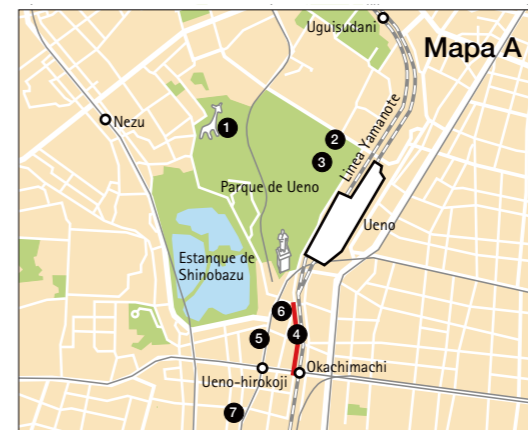 Uguisudani
Mapa A
Nezu
1
2
3
Línea Yamanote
Parque de Ueno
Ueno
Estanque de
Shinobazu
6
4
5
Okachimachi
Ueno-hirokoji
7